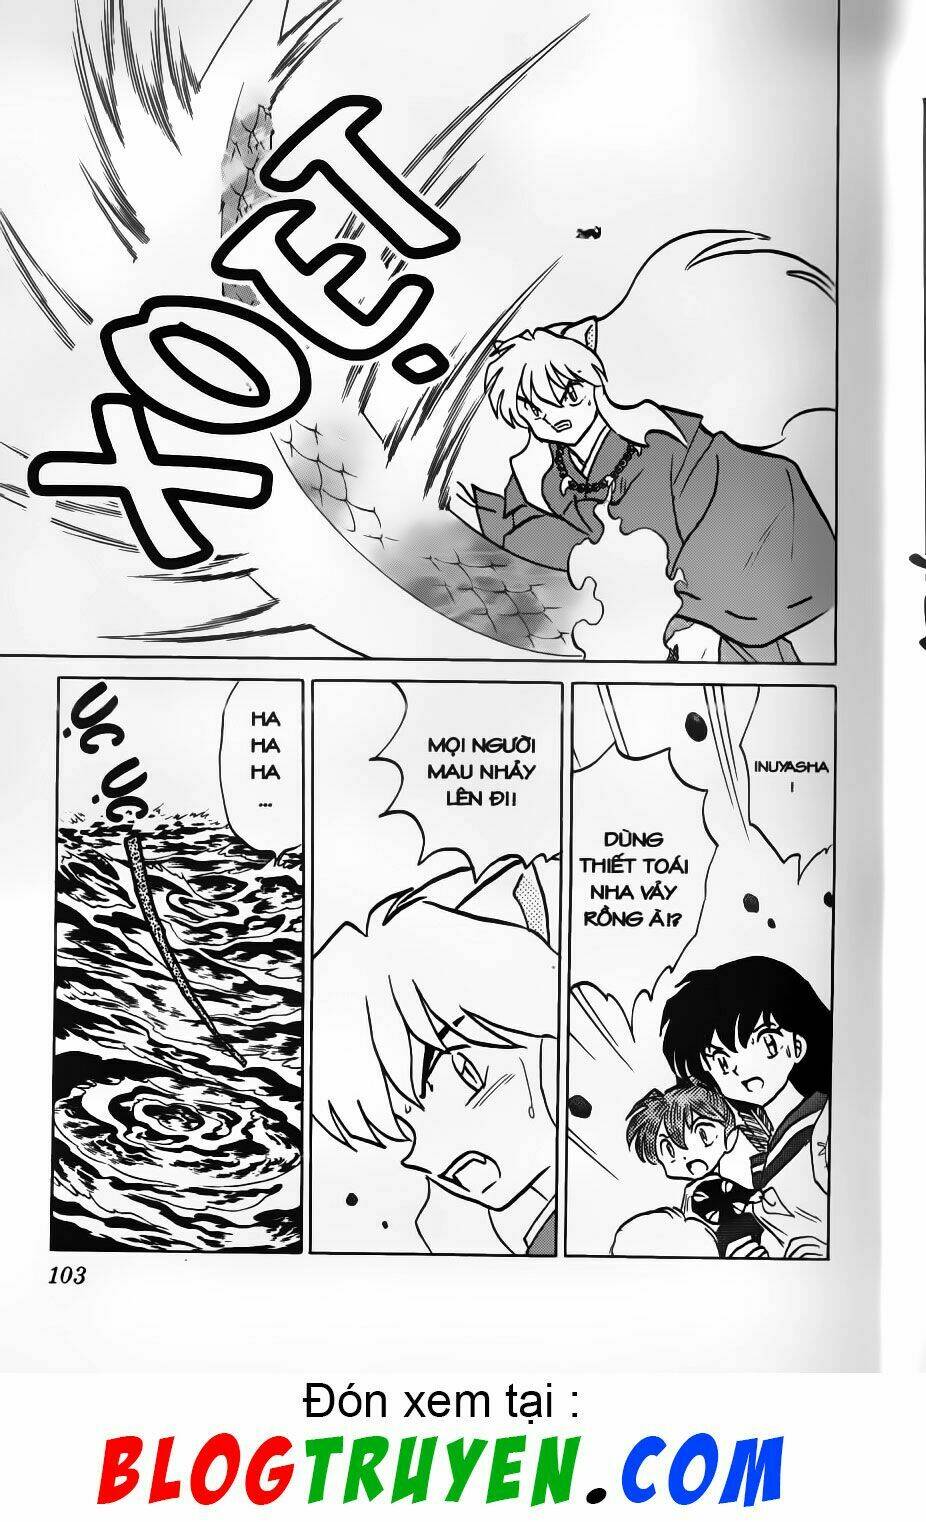 XOẸT.
INUYASHA
!
DÙNG
THIẾT TOÁI
NHA VẢY
RỒNG À!?
MỌI NGƯỜI
MAU NHẢY
LÊN ĐI!
HA
HA
HA
...
ỤC ỤC
103
Đón xem tại :
BLOGTRUYEN.COM